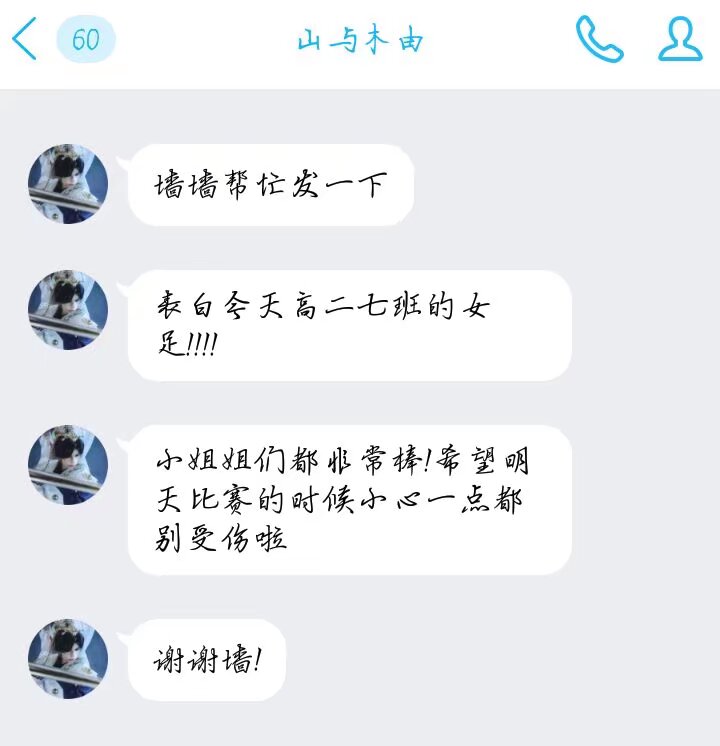 60
山与木由
墙墙帮忙发一下
表白今天高二七班的女
足!!!!
小姐姐们都非常棒!希望明
天比赛的时候小心一点都
别受伤啦
谢谢墙!